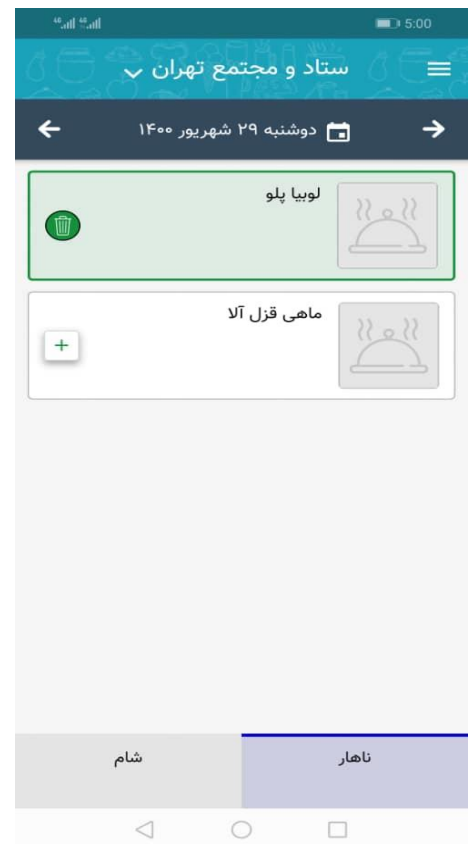 5:00
ستاد و مجتمع تهران
دوشنبه ۲۹ شهریور ۱۴۰۰
لوبیا پلو
ماهی قزل آلا
+
ناهار
شام